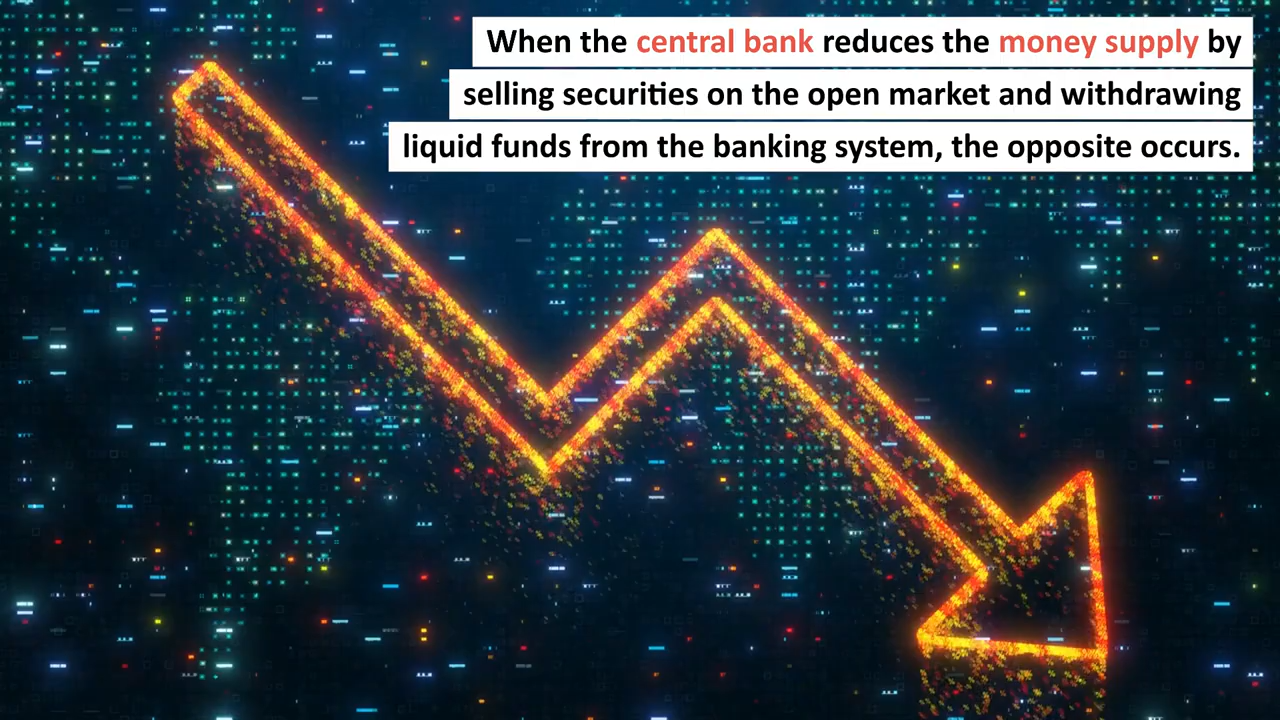 When the central bank reduces the money supply by
selling securities on the open market and withdrawing
liquid funds from the banking system, the opposite occurs.